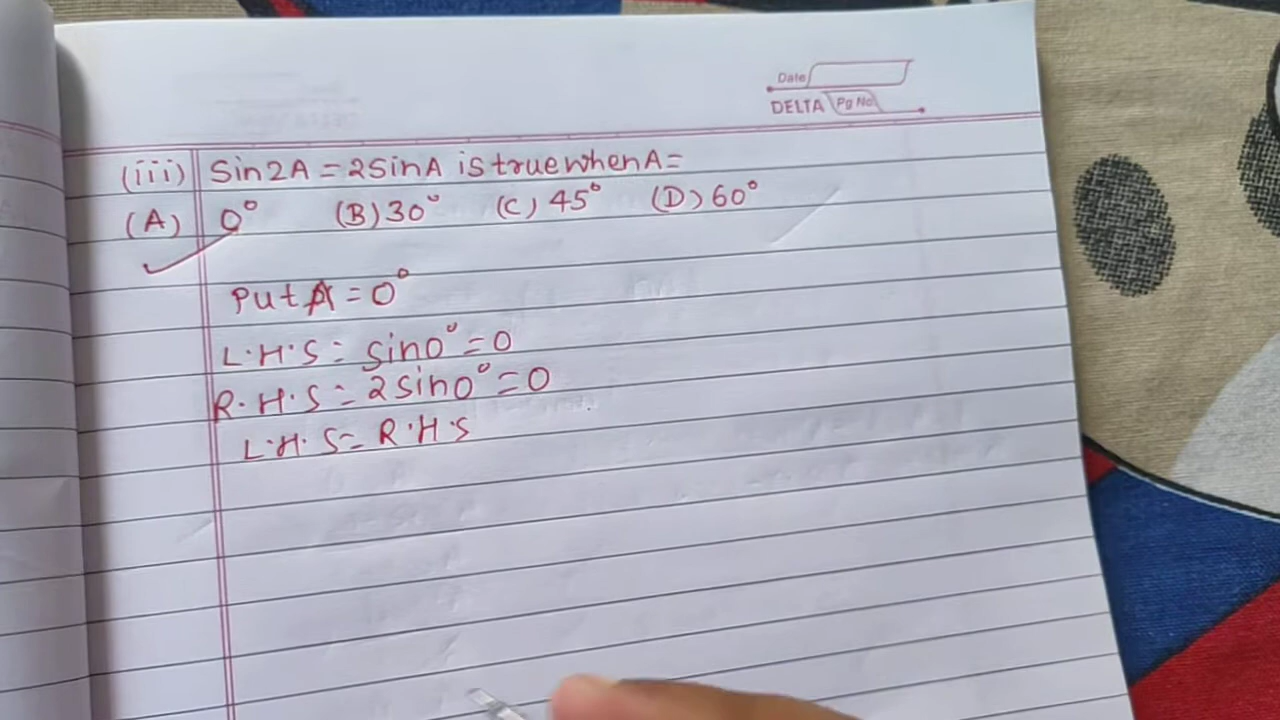 Date
DELTA Pg No
(iii) Sin2A = 2SinA is true when A =
(A) 0° (B) 30° (C) 45° (D) 60°
Put A = 0°
L.H.S = sin0° = 0
R.H.S = 2sin0° = 0
L.H.S = R.H.S